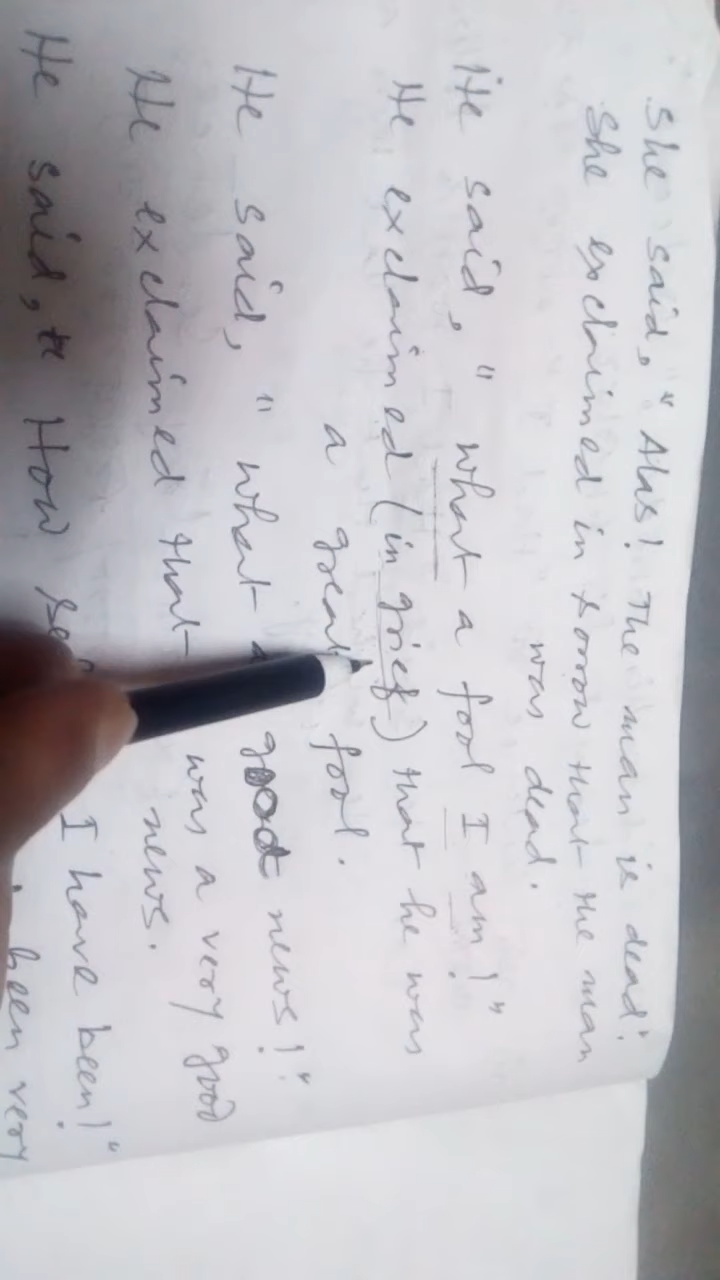 She said, "Alas! The man is dead".
She exclaimed in sorrow that the man
was dead.
He said, "what a fool I am!"
He exclaimed (in grief) that he was
a great fool.
He said, "what a good news!"
He exclaimed that was a very good
news.
He said, "How I have been!"
been very